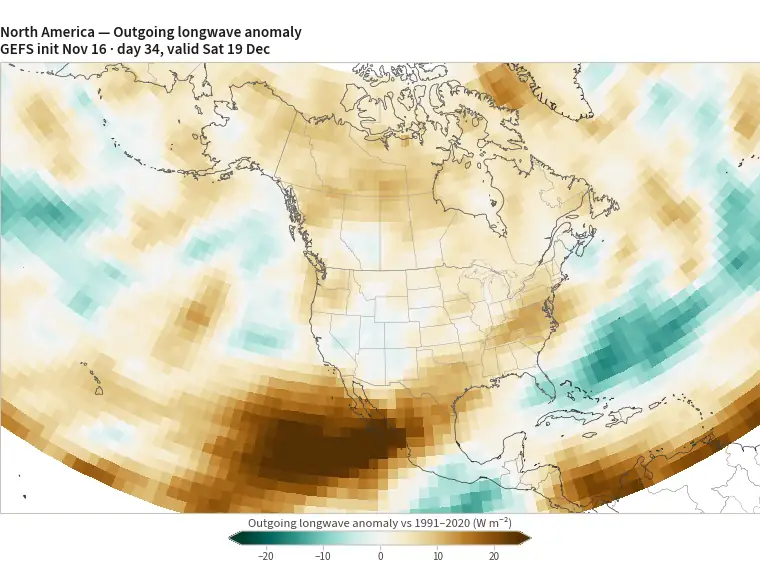 North America — Outgoing longwave anomaly
GEFS init Nov 16 · day 34, valid Sat 19 Dec
Outgoing longwave anomaly vs 1991–2020 (W m⁻²)
−20 −10 0 10 20